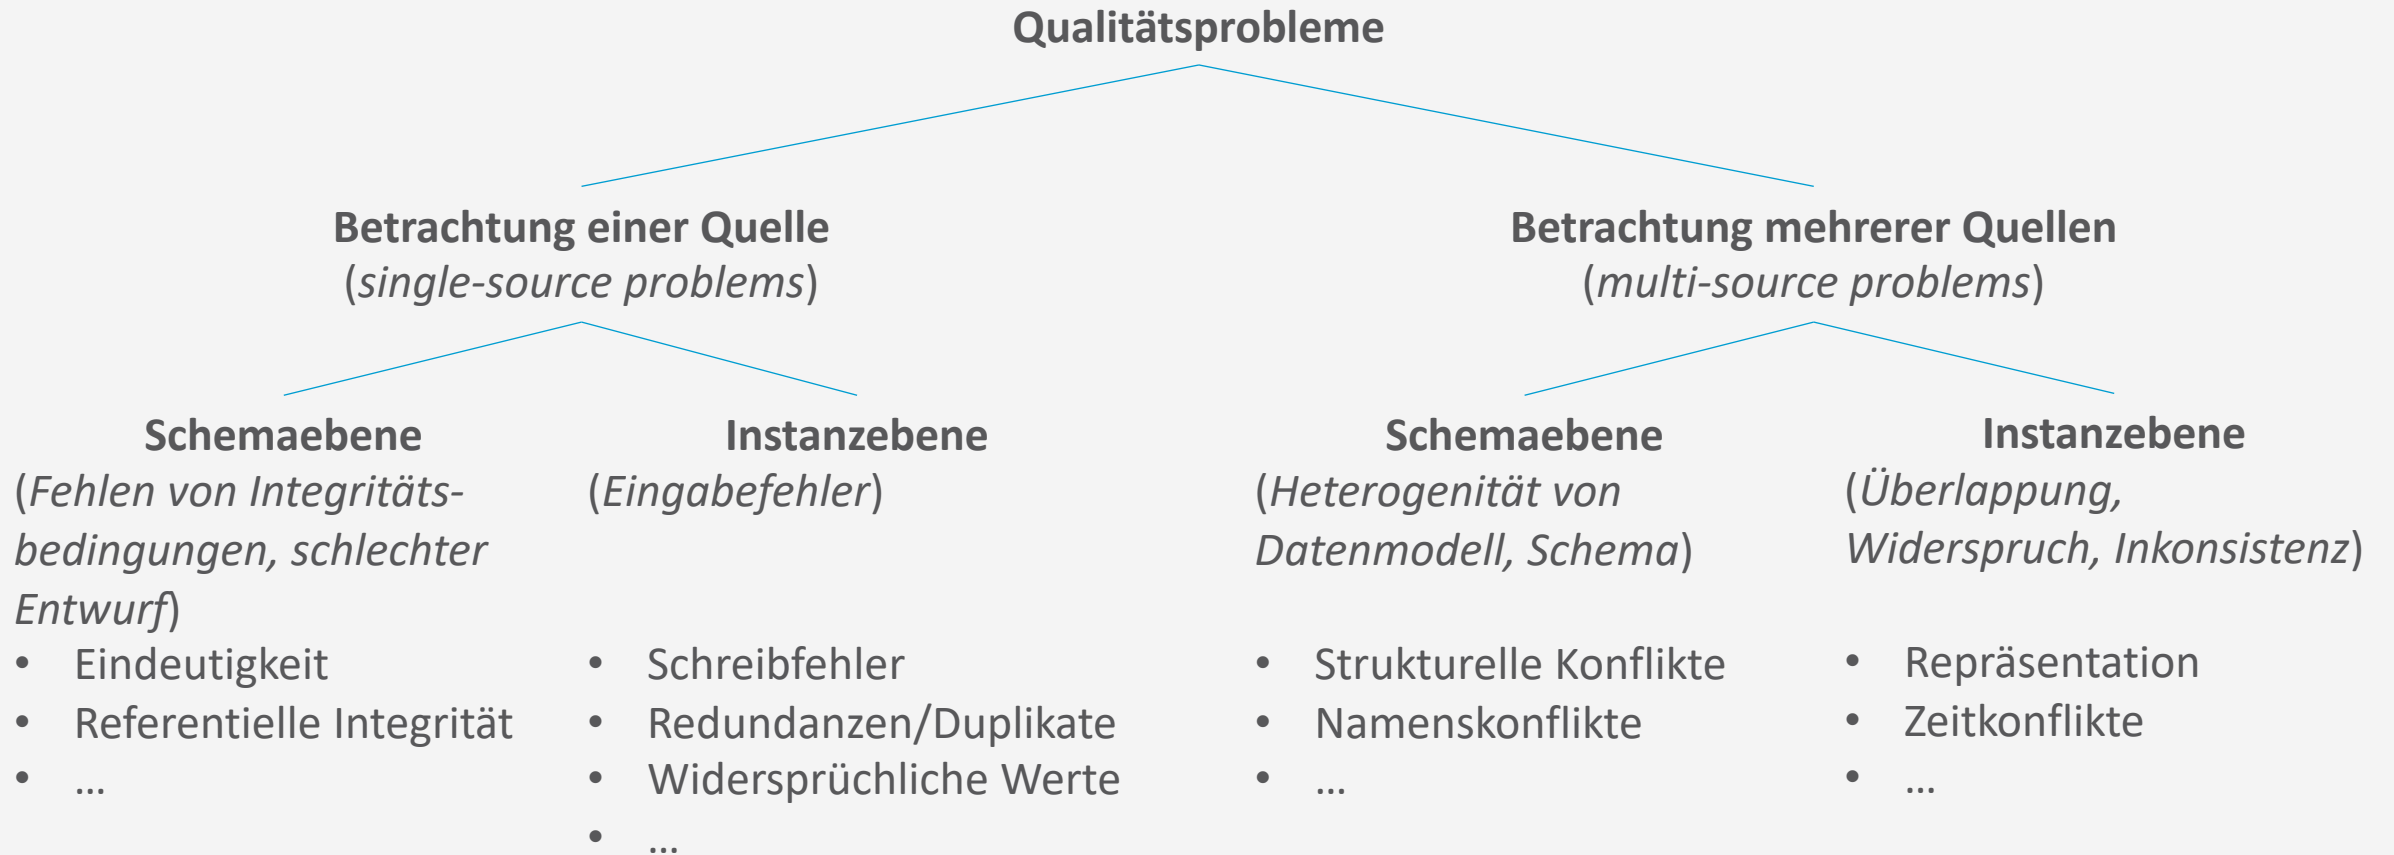 Qualitätsprobleme
Betrachtung einer Quelle
(single-source problems)
Betrachtung mehrerer Quellen
(multi-source problems)
Schemaebene
(Fehlen von Integritäts-
bedingungen, schlechter
Entwurf)
• Eindeutigkeit
• Referentielle Integrität
• …
Instanzebene
(Eingabefehler)
• Schreibfehler
• Redundanzen/Duplikate
• Widersprüchliche Werte
• …
Schemaebene
(Heterogenität von
Datenmodell, Schema)
• Strukturelle Konflikte
• Namenskonflikte
• …
Instanzebene
(Überlappung,
Widerspruch, Inkonsistenz)
• Repräsentation
• Zeitkonflikte
• …